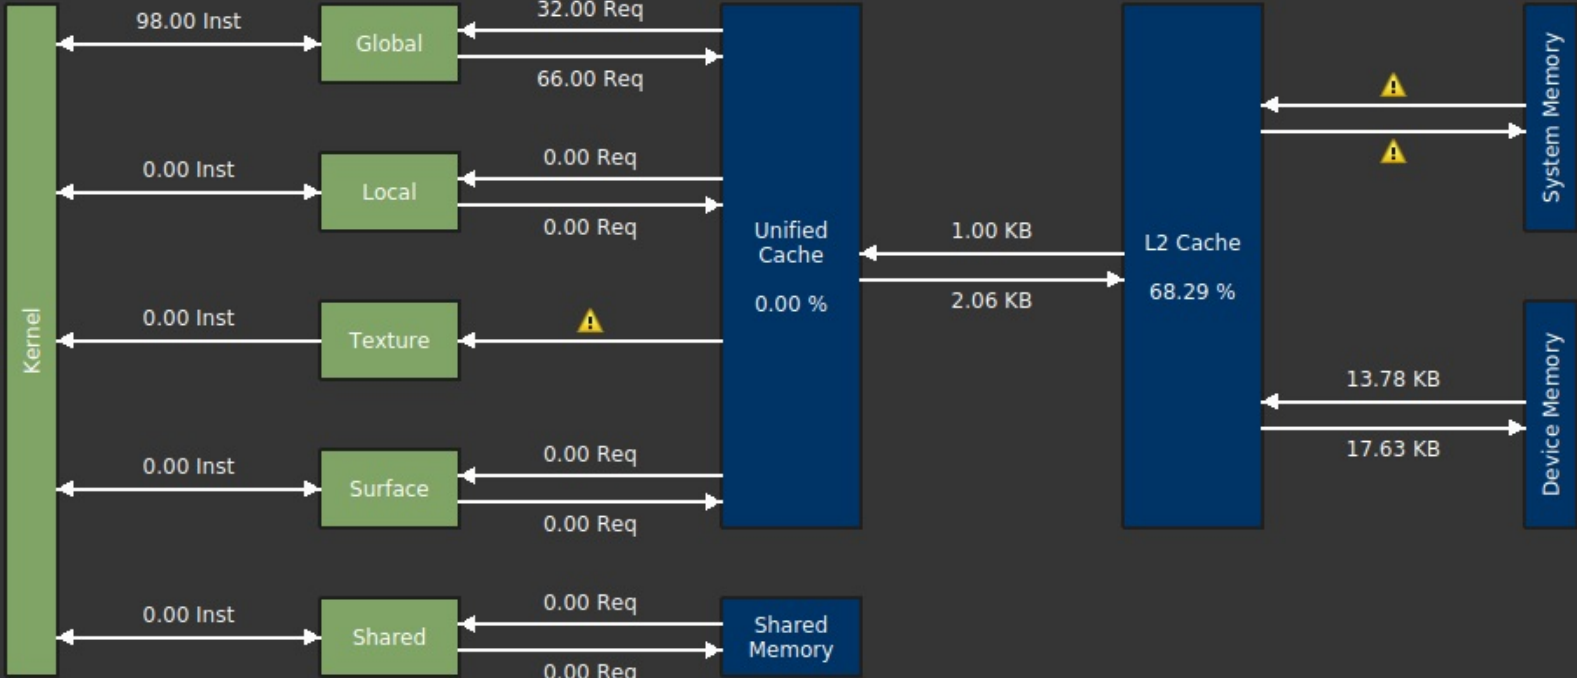 Kernel
98.00 Inst
Global
32.00 Req
66.00 Req
0.00 Inst
Local
0.00 Req
0.00 Req
0.00 Inst
Texture
0.00 Inst
Surface
0.00 Req
0.00 Req
0.00 Inst
Shared
0.00 Req
0.00 Req
Unified
Cache
0.00 %
Shared
Memory
1.00 KB
2.06 KB
L2 Cache
68.29 %
System Memory
13.78 KB
17.63 KB
Device Memory